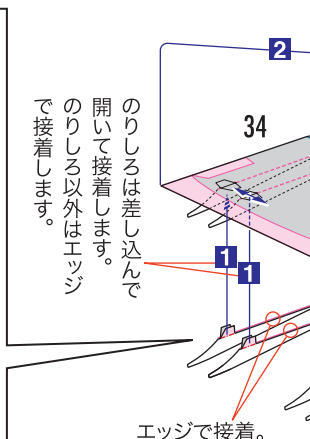 2
34
のりしろは差し込んで
開いて接着します。
のりしろ以外はエッジ
で接着します。
1
1
エッジで接着。